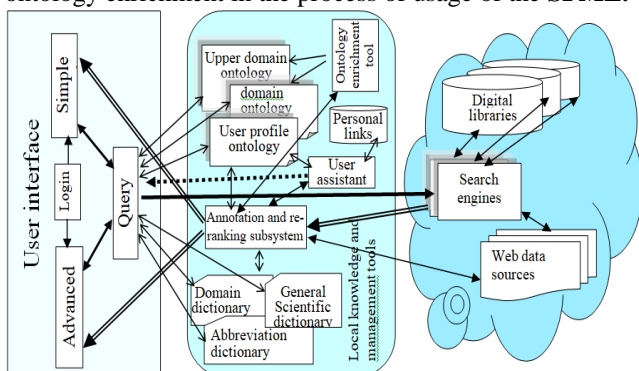 ontology enrichment in the process of usage of the
User interface
Simple
Login
Advanced
Query
Upper domain
ontology
domain
ontology
User profile
ontology
Ontology
enrichment
tool
Personal
links
User
assistant
Annotation and re-
ranking subsystem
Domain
dictionary
General
Scientific
dictionary
Abbreviation
dictionary
Local knowledge and
management tools
Digital
libraries
Search
engines
Web data
sources